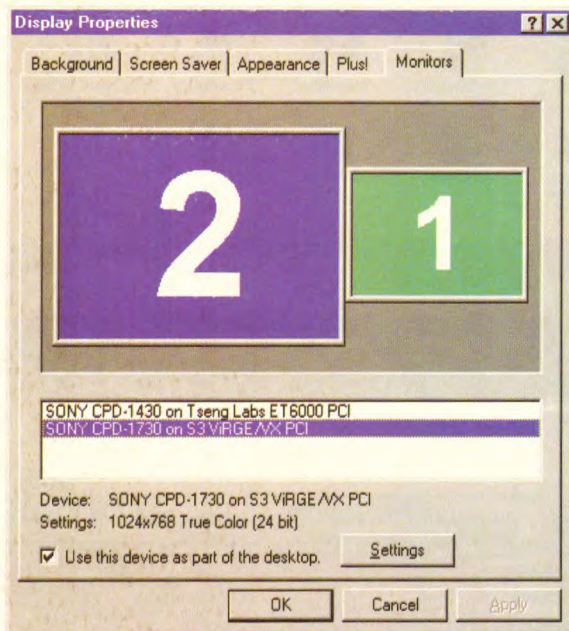 Display Properties
? X
Background Screen Saver Appearance Plus! Monitors
2 1
SONY CPD-1430 on Tseng Labs ET6000 PCI
SONY CPD-1730 on S3 ViRGE/VX PCI
Device: SONY CPD-1730 on S3 ViRGE/VX PCI
Settings: 1024x768 True Color (24 bit)
Use this device as part of the desktop. Settings
OK Cancel Apply